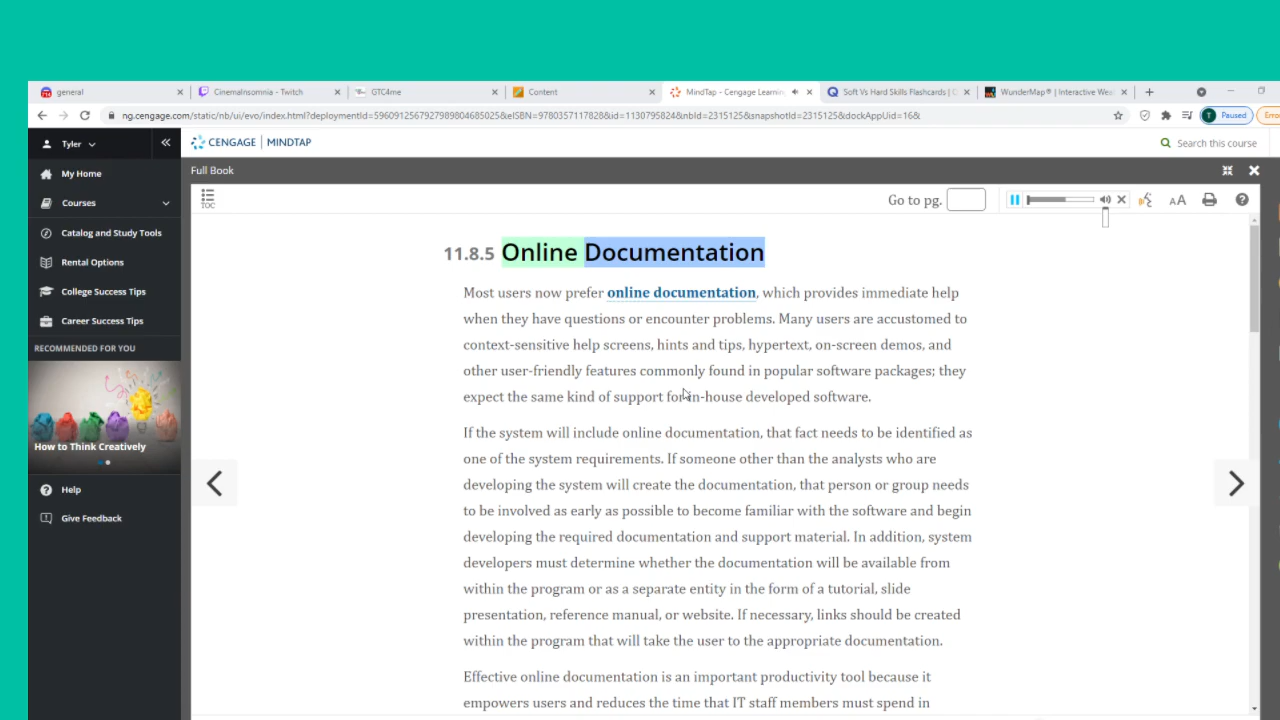 general
CinemaInsomnia - Twitch
GTC4me
Content
MindTap - Cengage Learnin
Soft Vs Hard Skills Flashcards | C
WunderMap® | Interactive Wea
ng.cengage.com/static/nb/ui/evo/index.html?deploymentId=59609125679279898046850​25&eISBN=9780357117828&id=1130795824&nbId=2315125&snapshotId=2315125&dockAppUid=16&
T Paused
Error
Tyler
CENGAGE | MINDTAP
Search this course
My Home
Courses
Catalog and Study Tools
Rental Options
College Success Tips
Career Success Tips
RECOMMENDED FOR YOU
How to Think Creatively
Help
Give Feedback
Full Book
TOC
Go to pg.
AA
11.8.5 Online Documentation
Most users now prefer online documentation, which provides immediate help
when they have questions or encounter problems. Many users are accustomed to
context-sensitive help screens, hints and tips, hypertext, on-screen demos, and
other user-friendly features commonly found in popular software packages; they
expect the same kind of support for in-house developed software.
If the system will include online documentation, that fact needs to be identified as
one of the system requirements. If someone other than the analysts who are
developing the system will create the documentation, that person or group needs
to be involved as early as possible to become familiar with the software and begin
developing the required documentation and support material. In addition, system
developers must determine whether the documentation will be available from
within the program or as a separate entity in the form of a tutorial, slide
presentation, reference manual, or website. If necessary, links should be created
within the program that will take the user to the appropriate documentation.
Effective online documentation is an important productivity tool because it
empowers users and reduces the time that IT staff members must spend in